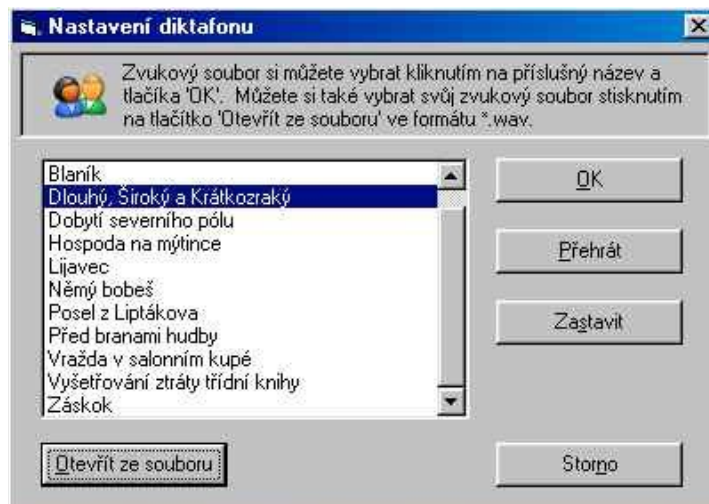 Nastavení diktafonu
Zvukový soubor si můžete vybrat kliknutím na příslušný název a
tlačíka 'OK'. Můžete si také vybrat svůj zvukový soubor stisknutím
na tlačítko 'Otevřít ze souboru' ve formátu *.wav.
Blaník
Dlouhý, Široký a Krátkozraký
Dobytí severního pólu
Hospoda na mýtince
Lijavec
Němý bobeš
Posel z Liptákova
Před branami hudby
Vražda v salonním kupé
Vyšetřování ztráty třídní knihy
Záskok
OK
Přehrát
Zastavit
Otevřít ze souboru
Storno